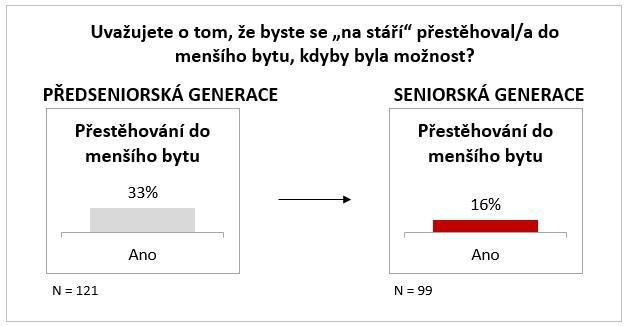 Uvažujete o tom, že byste se „na stáří“ přestěhoval/a do
menšího bytu, kdyby byla možnost?
PŘEDSENIORSKÁ GENERACE
Přestěhování do
menšího bytu
33%
Ano
N = 121
SENIORSKÁ GENERACE
Přestěhování do
menšího bytu
16%
Ano
N = 99